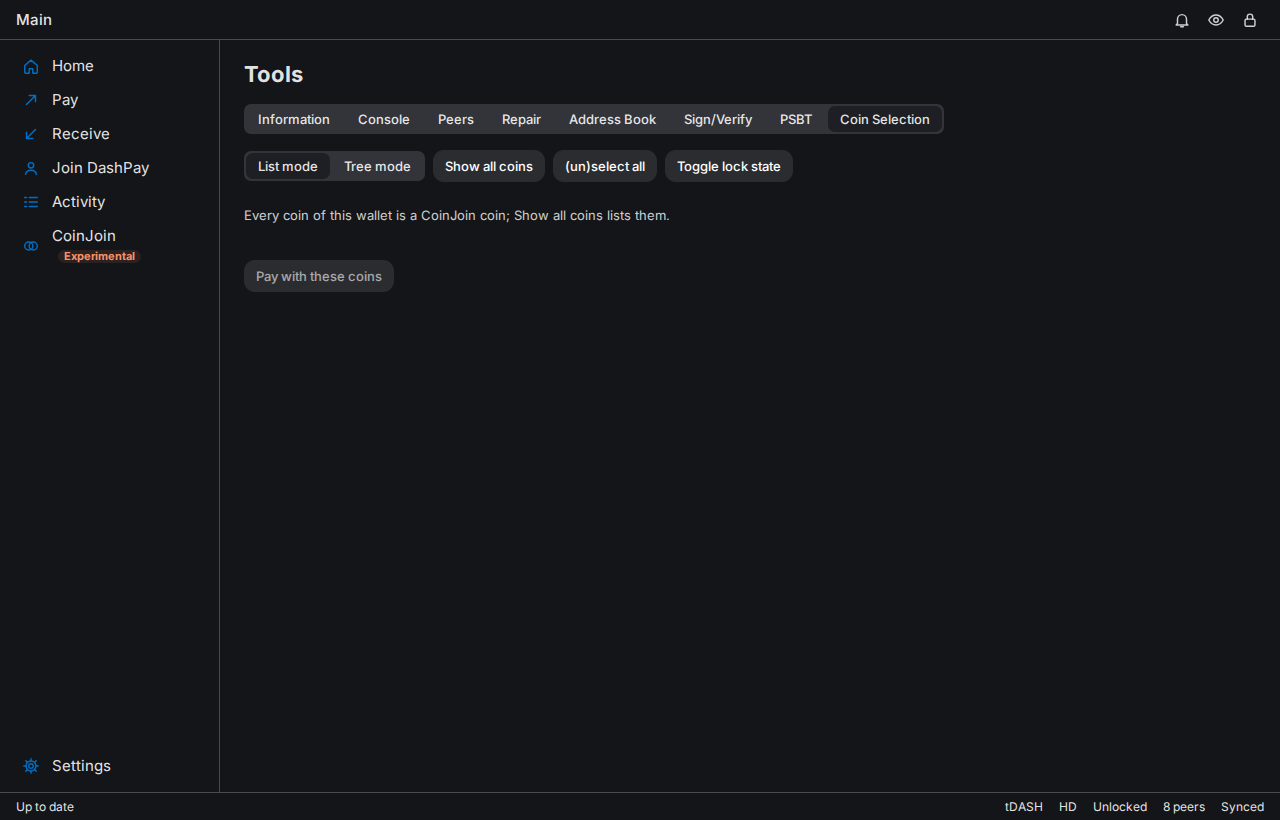 Main
Home
Pay
Receive
Join DashPay
Activity
CoinJoin
Experimental
Settings
Tools
Information Console Peers Repair Address Book Sign/Verify PSBT Coin Selection
List mode Tree mode Show all coins (un)select all Toggle lock state
Every coin of this wallet is a CoinJoin coin; Show all coins lists them.
Pay with these coins
Up to date tDASH HD Unlocked 8 peers Synced